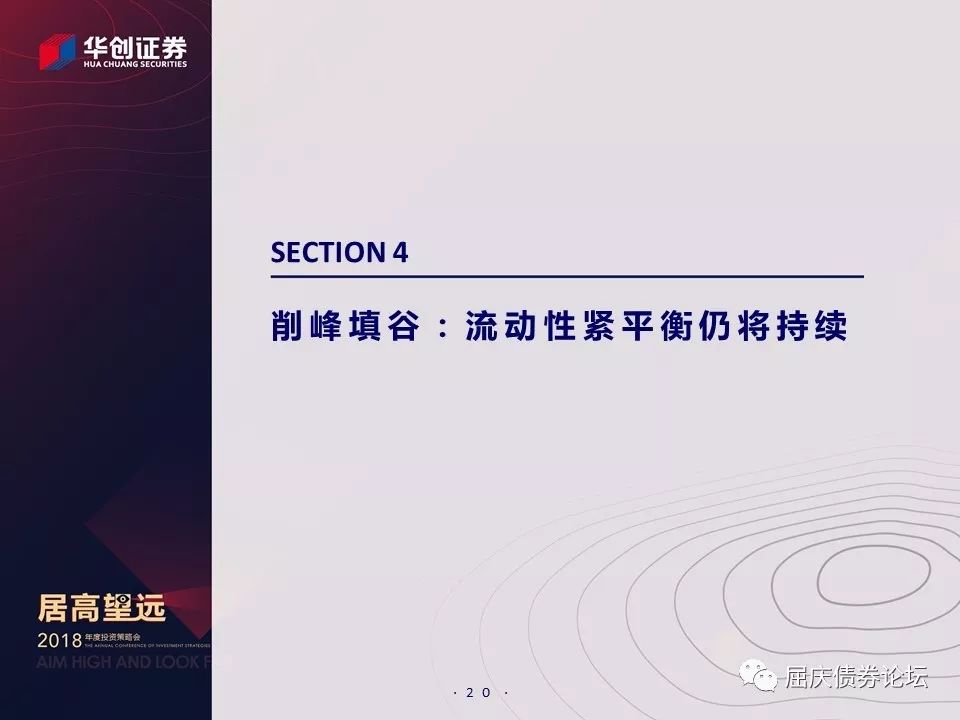 华创证券
HUA CHUANG SECURITIES
SECTION 4
削峰填谷：流动性紧平衡仍将持续
居高望远
2018 年度投资策略会
THE ANNUAL CONFERENCE OF INVESTMENT STRATEGIES
AIM HIGH AND LOOK
· 2 0 ·
屈庆债券论坛